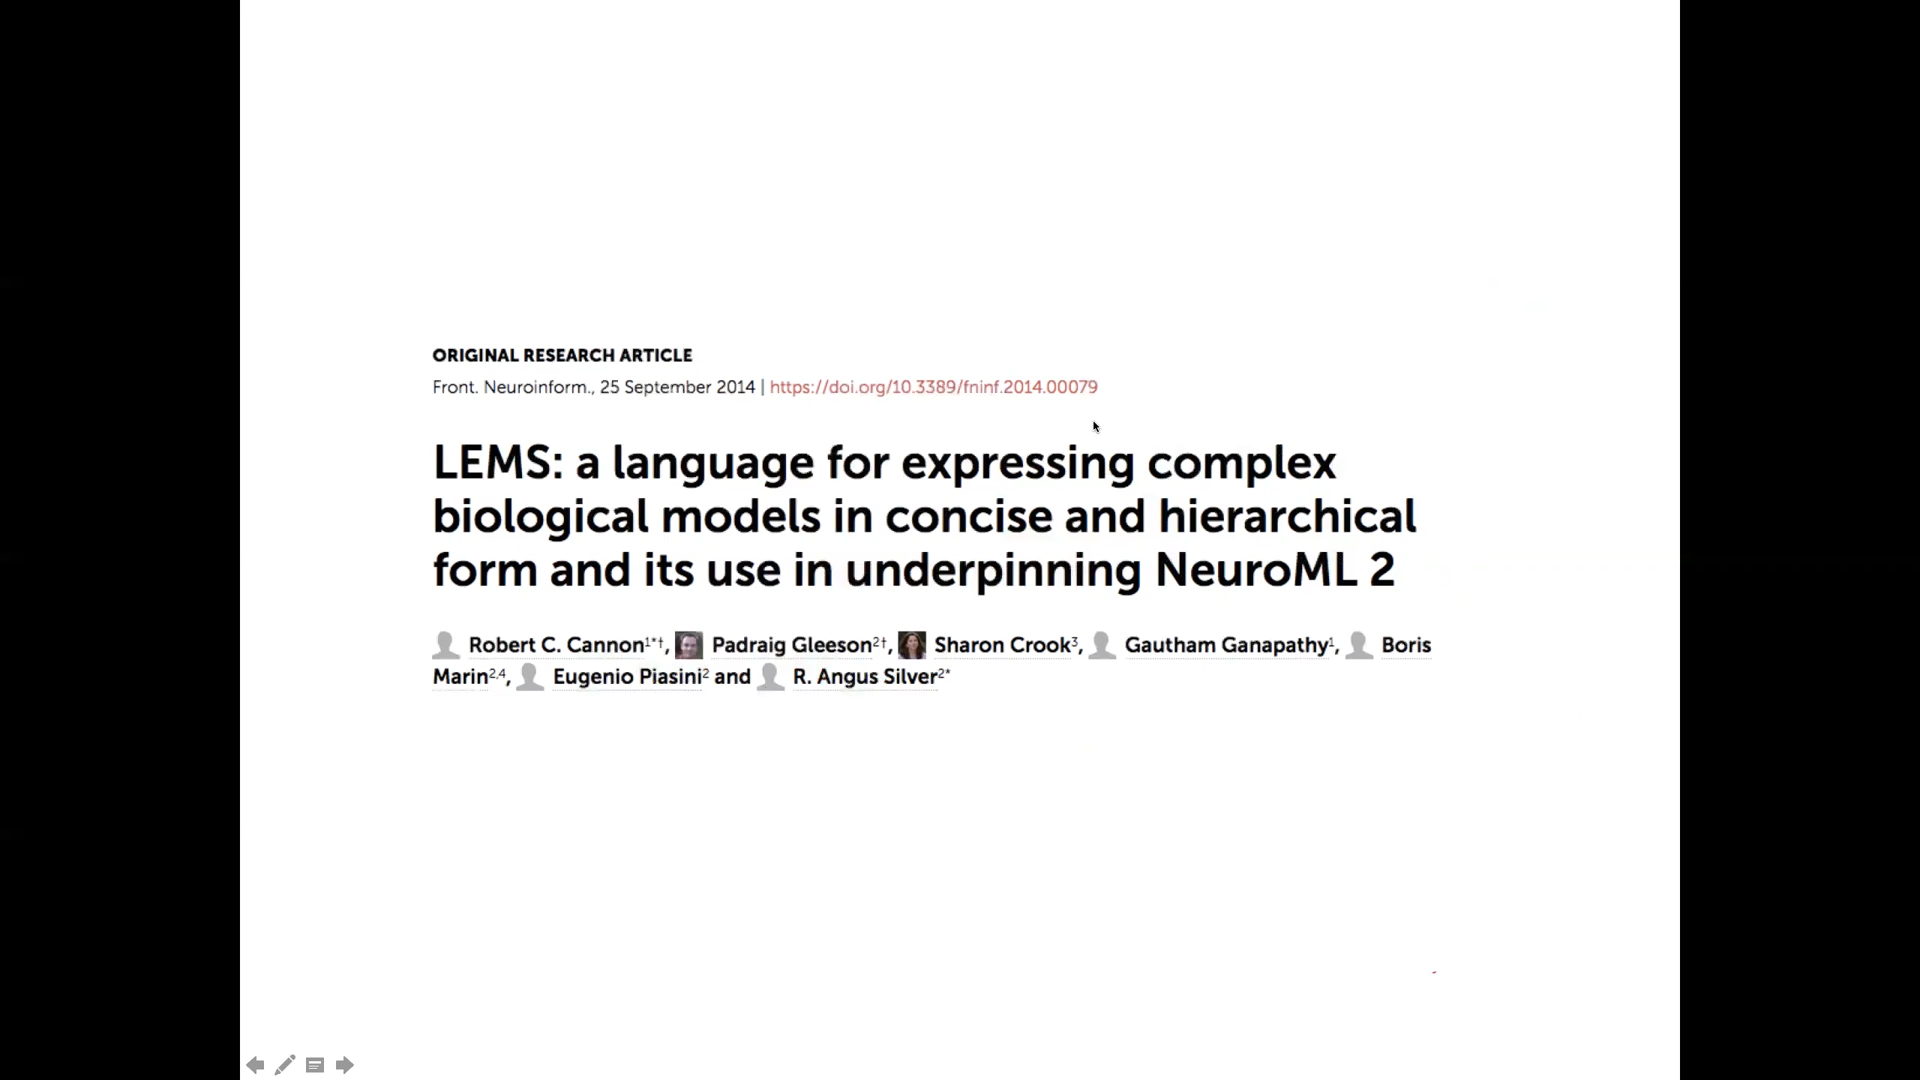 ORIGINAL RESEARCH ARTICLE
Front. Neuroinform., 25 September 2014 | https://doi.org/10.3389/fninf.2014.00079
LEMS: a language for expressing complex
biological models in concise and hierarchical
form and its use in underpinning NeuroML 2
Robert C. Cannon1*†, Padraig Gleeson2†, Sharon Crook3, Gautham Ganapathy1, Boris
Marin2,4, Eugenio Piasini2 and R. Angus Silver2*